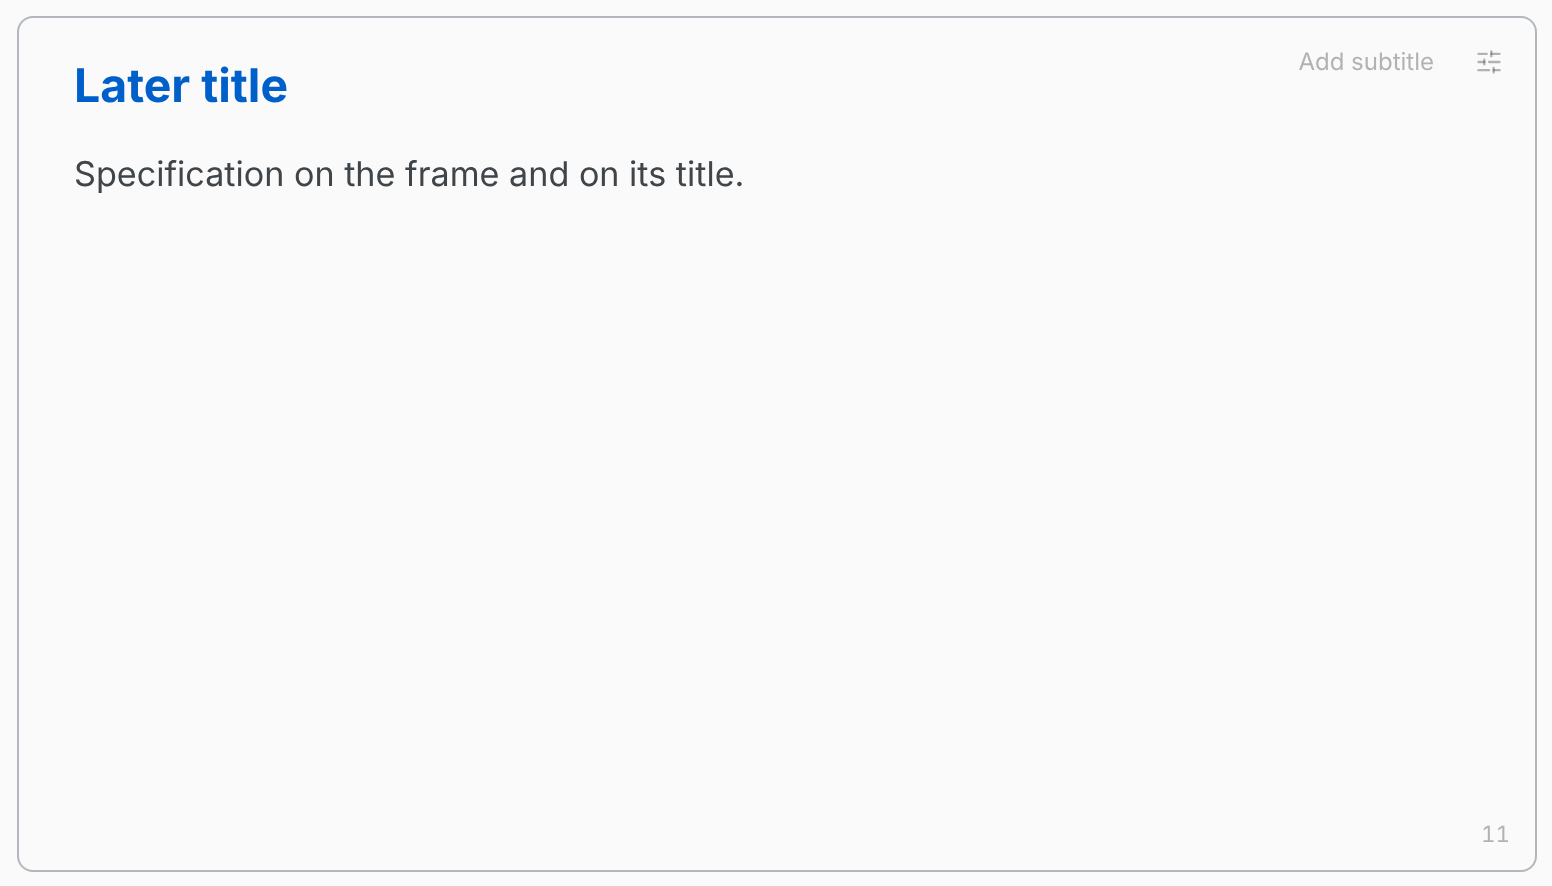 Later title
Add subtitle
Specification on the frame and on its title.
11